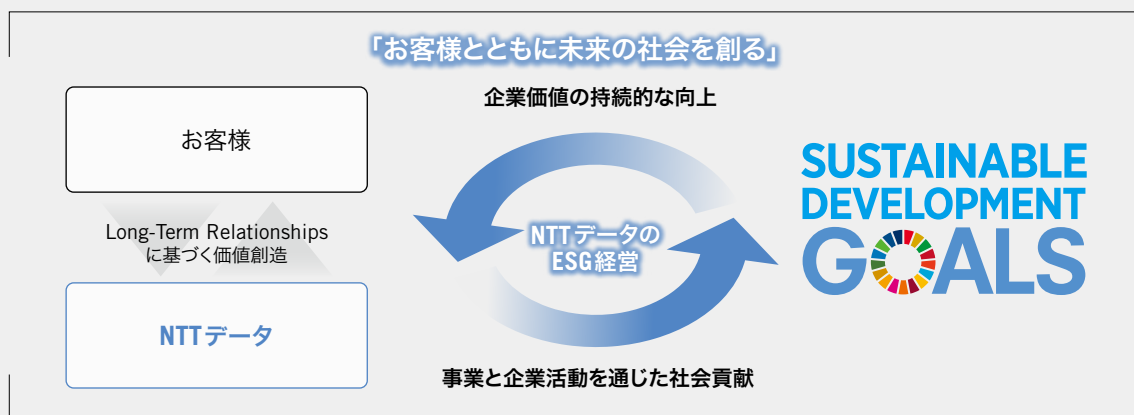 「お客様とともに未来の社会を創る」
企業価値の持続的な向上
お客様
Long-Term Relationships
に基づく価値創造
NTTデータ
NTTデータの
ESG経営
事業と企業活動を通じた社会貢献
SUSTAINABLE
DEVELOPMENT
GOALS